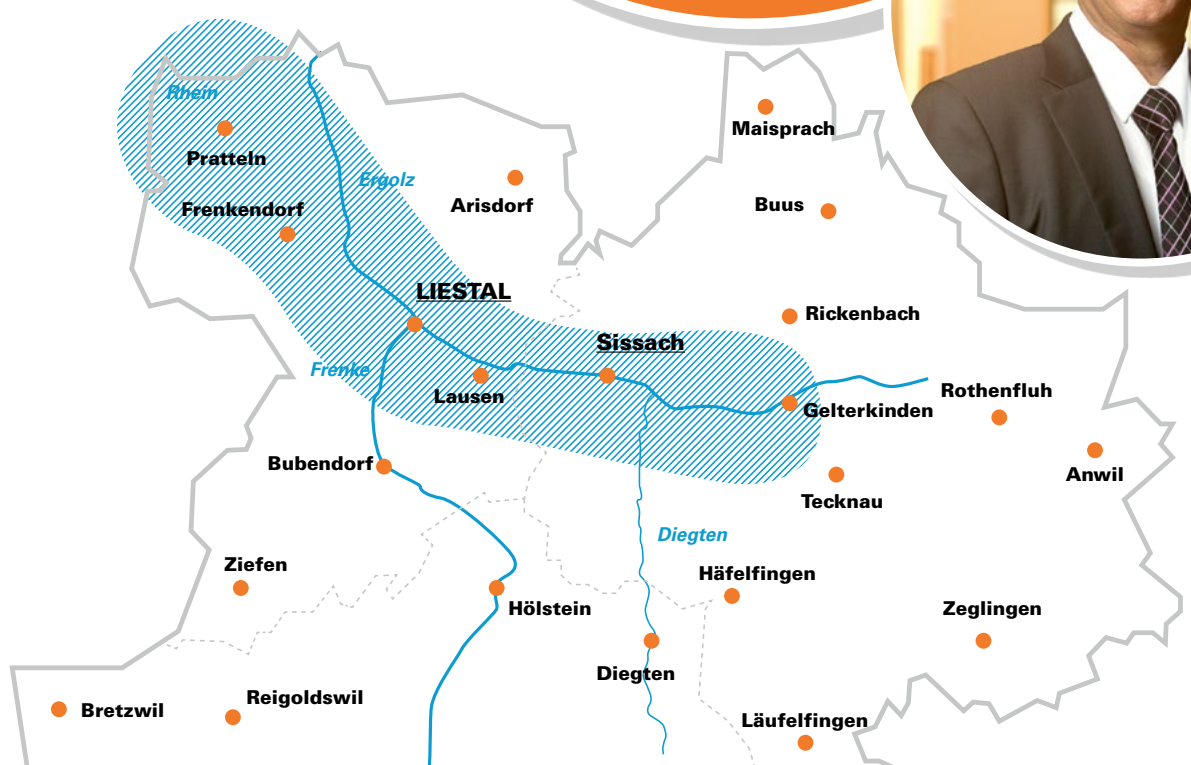 Rhein
Maisprach
Pratteln
Ergolz
Arisdorf
Buus
Frenkendorf
LIESTAL
Rickenbach
Sissach
Frenke
Lausen
Rothenfluh
Gelterkinden
Bubendorf
Anwil
Tecknau
Diegten
Ziefen
Häfelfingen
Hölstein
Zeglingen
Diegten
Reigoldswil
Bretzwil
Läufelfingen